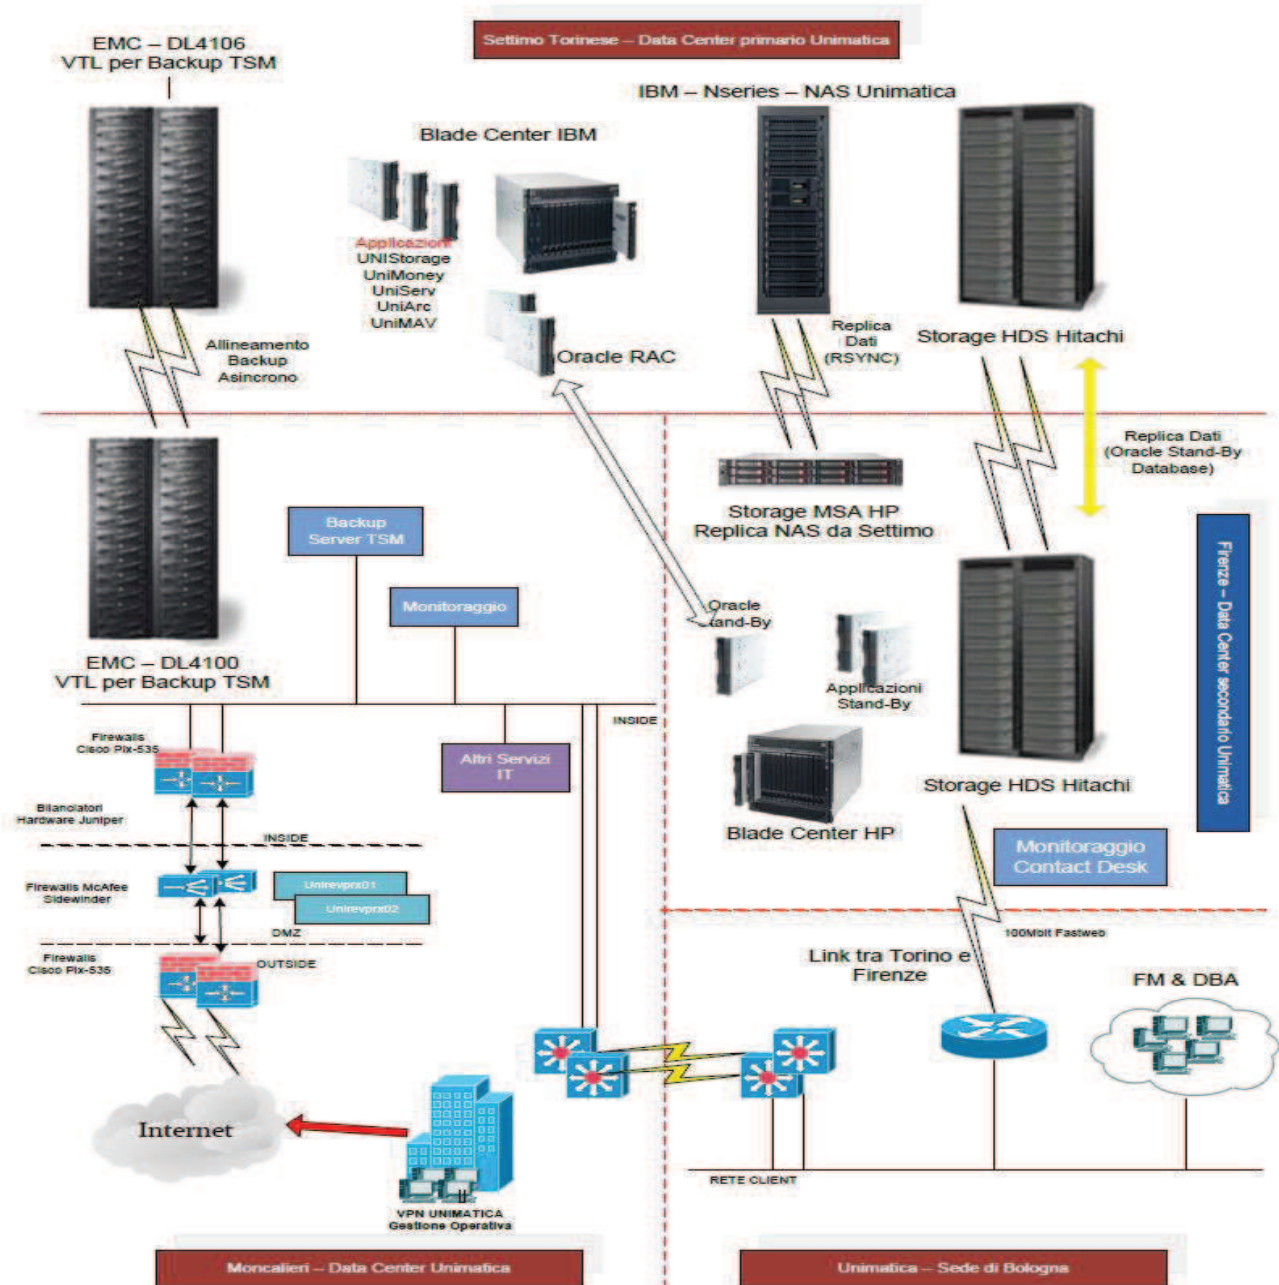 Settimo Torinese – Data Center primario Unimatica
EMC – DL4106
VTL per Backup TSM
Blade Center IBM
IBM – Nseries – NAS Unimatica
Applicazioni
UNIStorage
UniMoney
UniServ
UniArc
UniMAV
Oracle RAC
Replica
Dati
(RSYNC)
Storage HDS Hitachi
Allineamento
Backup
Asincrono
Replica Dati
(Oracle Stand-By
Database)
Storage MSA HP
Replica NAS da Settimo
Backup
Server TSM
Monitoraggio
Firenze – Data Center secondario Unimatica
Oracle
Stand-By
Applicazioni
Stand-By
EMC – DL4100
VTL per Backup TSM
INSIDE
Firewalls
Cisco Pix-535
Altri Servizi
IT
Storage HDS Hitachi
Bilanciatori
Hardware Juniper
INSIDE
Blade Center HP
Monitoraggio
Contact Desk
Firewalls McAfee
Sidewinder
Unirevprx01
Unirevprx02
DMZ
100Mbit Fastweb
Firewalls
Cisco Pix-535
OUTSIDE
Link tra Torino e
Firenze
FM & DBA
Internet
RETE CLIENT
VPN UNIMATICA
Gestione Operativa
Moncalieri – Data Center Unimatica
Unimatica – Sede di Bologna